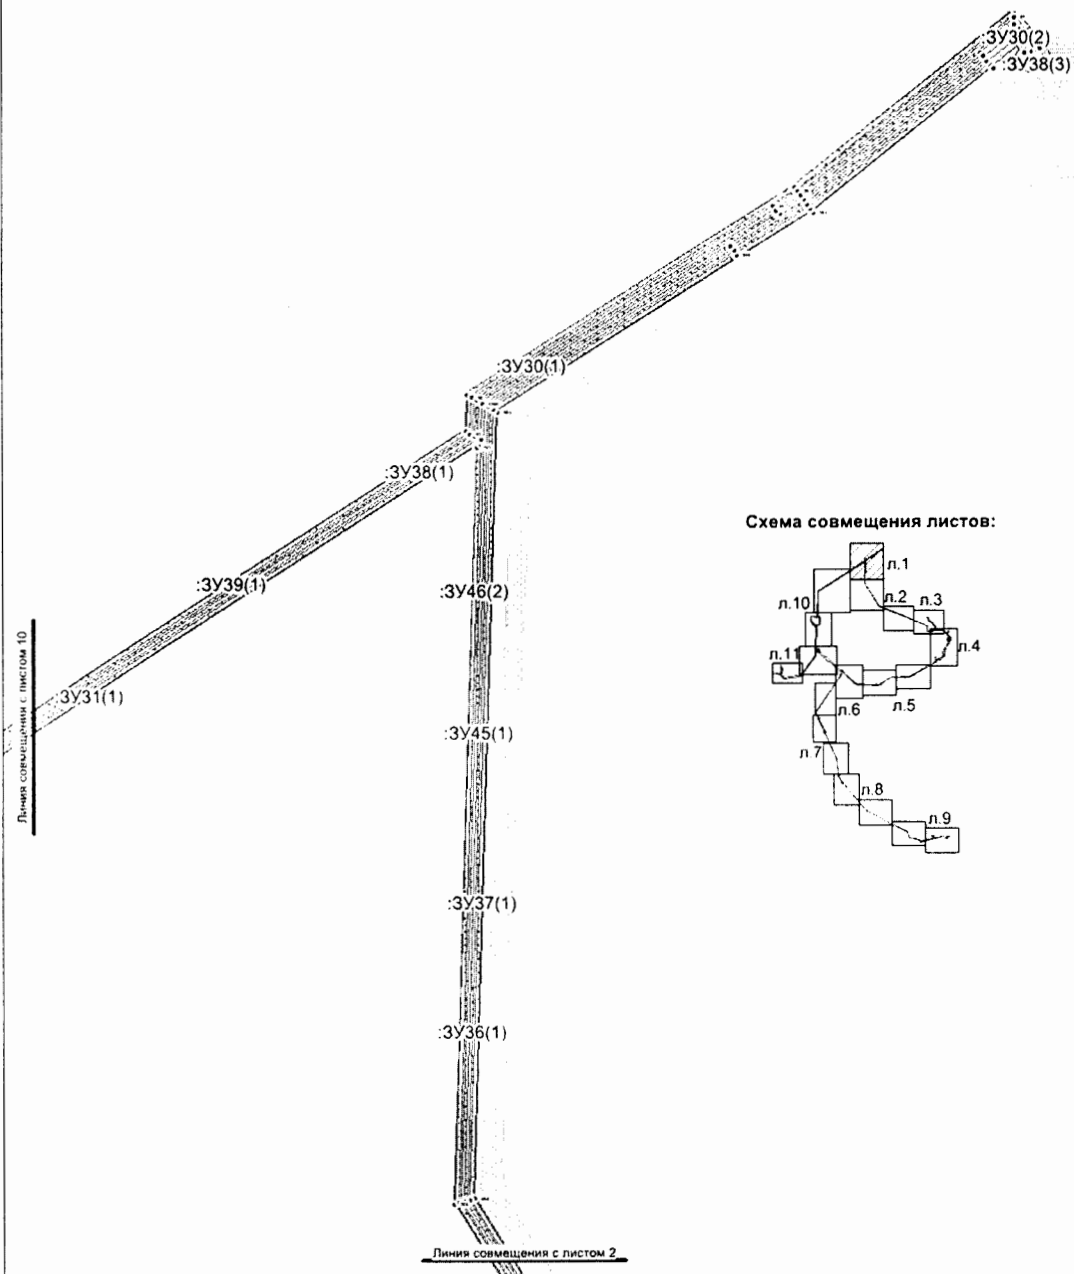 :ЗУ30(2)
:ЗУ38(3)
:ЗУ30(1)
:ЗУ38(1)
:ЗУ39(1)
:ЗУ46(2)
:ЗУ31(1)
:ЗУ45(1)
:ЗУ37(1)
:ЗУ36(1)
Линия совмещения с листом 10
Линия совмещения с листом 2
Схема совмещения листов:
л.1
л.2
л.3
л.10
л.4
л.11
л.5
л.6
л.7
л.8
л.9